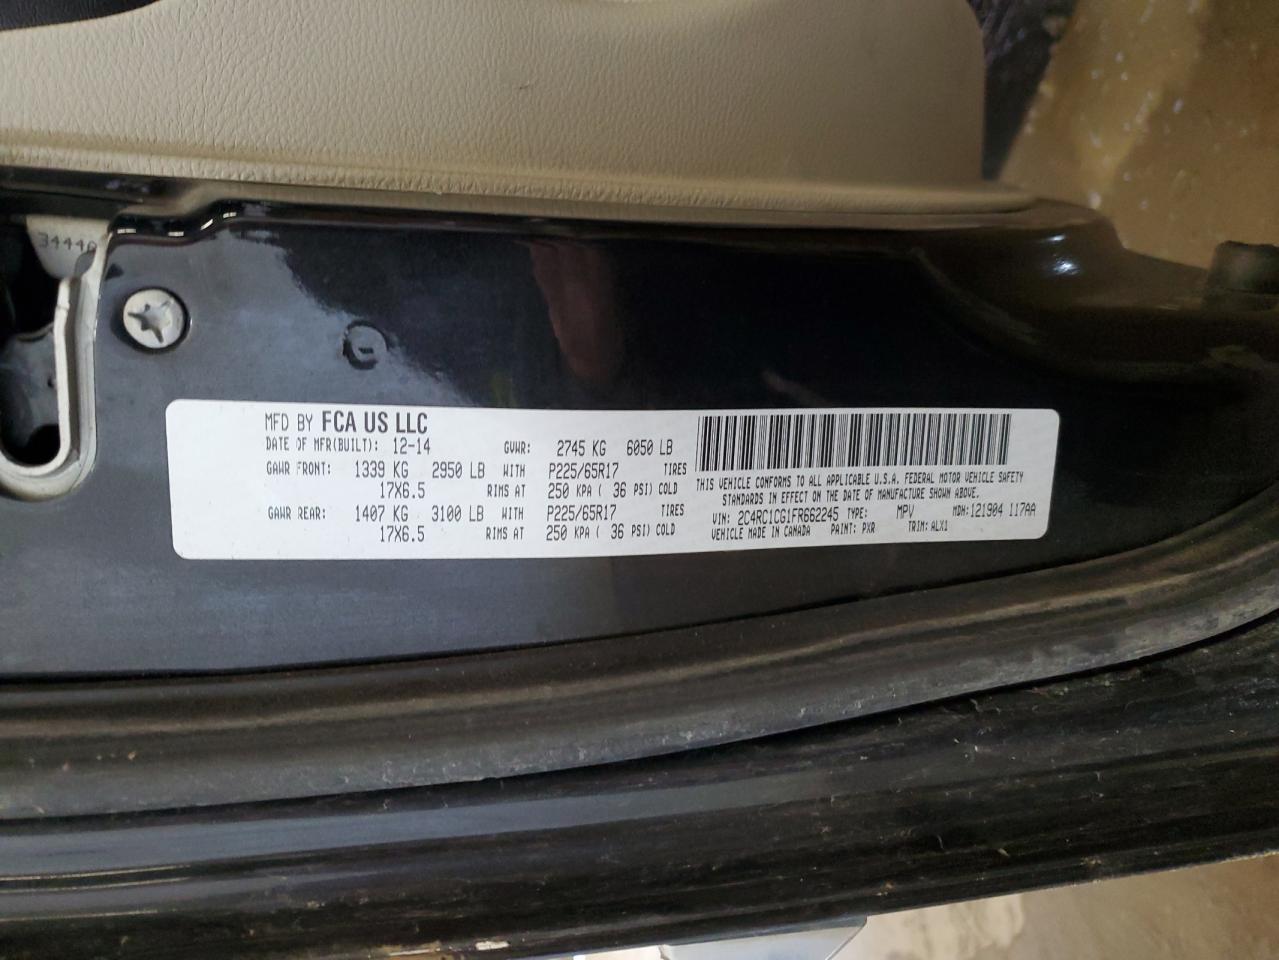 34440
MFD BY FCA US LLC
DATE OF MFR(BUILT): 12-14 GVWR: 2745 KG 6050 LB
GAWR FRONT: 1339 KG 2950 LB WITH P225/65R17 TIRES
17X6.5 RIMS AT 250 KPA ( 36 PSI) COLD
GAWR REAR: 1407 KG 3100 LB WITH P225/65R17 TIRES
17X6.5 RIMS AT 250 KPA ( 36 PSI) COLD
THIS VEHICLE CONFORMS TO ALL APPLICABLE U.S.A. FEDERAL MOTOR VEHICLE SAFETY
STANDARDS IN EFFECT ON THE DATE OF MANUFACTURE SHOWN ABOVE.
VIN: 2C4RC1CG1FR662245 TYPE: MPV MDH:121904 117AA
VEHICLE MADE IN CANADA PAINT: PXR TRIM: ALX1